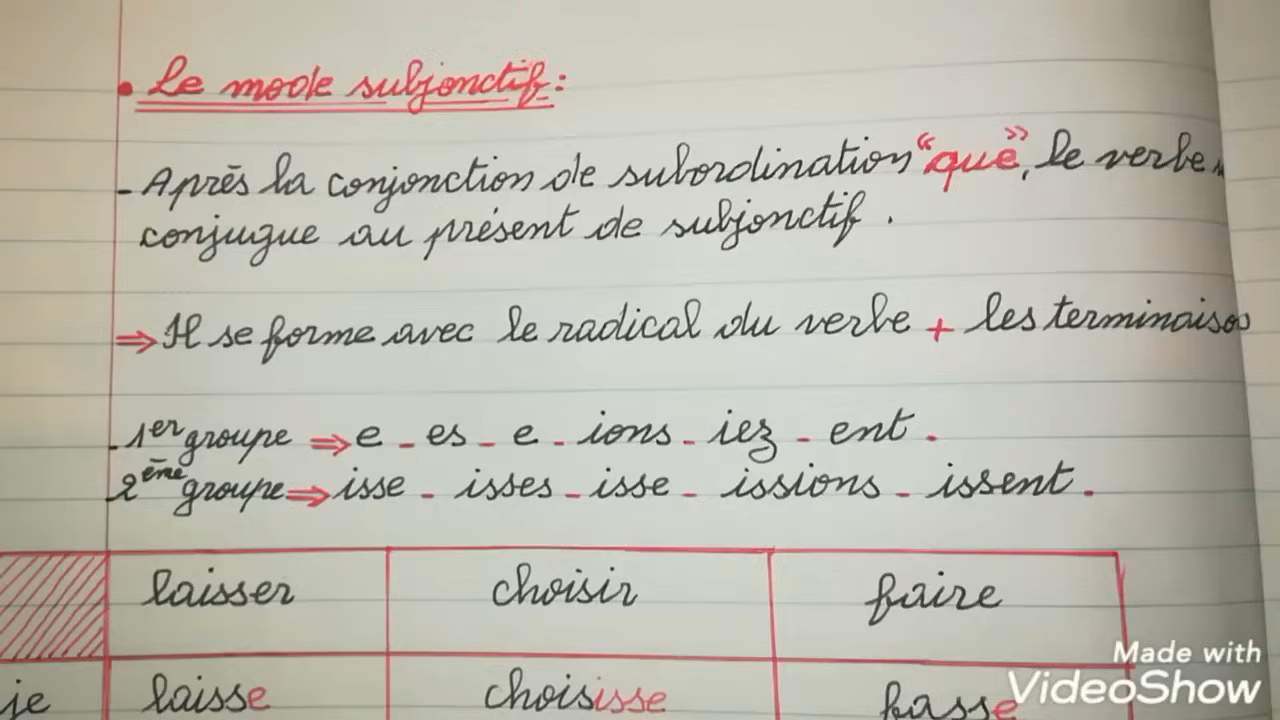 • Le mode subjonctif :
- Après la conjonction de subordination "que", le verbe
conjugue au présent de subjonctif .
⇒ Il se forme avec le radical du verbe + les terminaisos
- 1er groupe ⇒ e - es - e - ions - iez - ent .
2ème groupe ⇒ isse - isses - isse - issions - issent .
laisser choisir faire
je laisse choisisse fasse
Made with
VideoShow